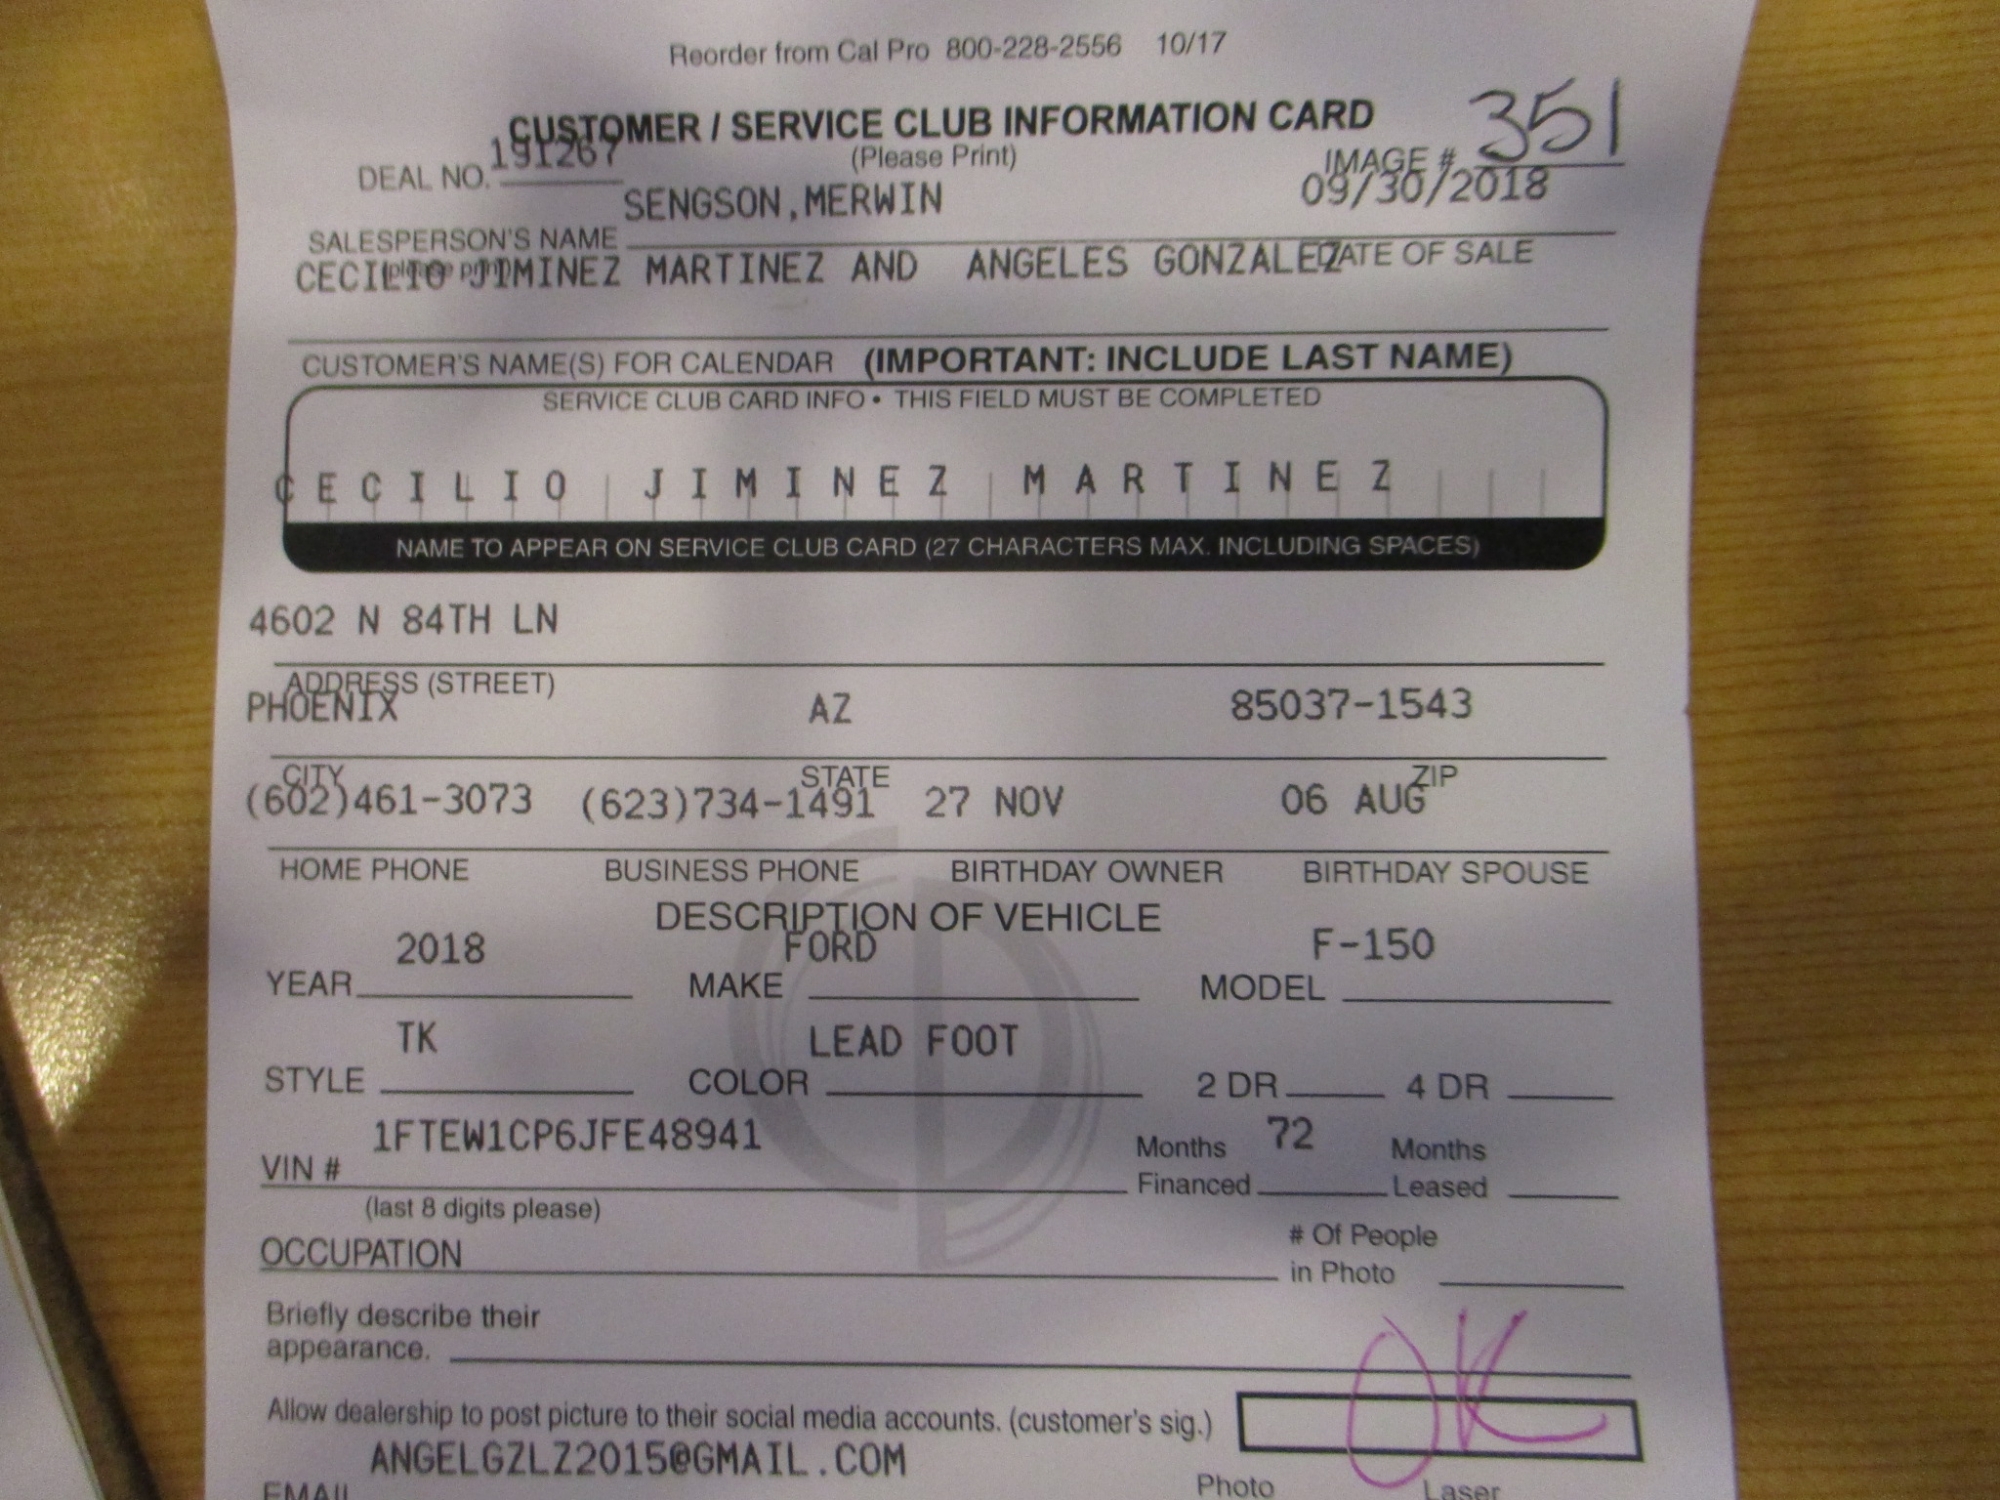 Reorder from Cal Pro 800-228-2556 10/17
CUSTOMER / SERVICE CLUB INFORMATION CARD
(Please Print)
DEAL NO. 191267
IMAGE # 351
SENGSON,MERWIN 09/30/2018
SALESPERSON'S NAME
(please print)
DATE OF SALE
CECILIO JIMINEZ MARTINEZ AND ANGELES GONZALEZ
CUSTOMER'S NAME(S) FOR CALENDAR (IMPORTANT: INCLUDE LAST NAME)
SERVICE CLUB CARD INFO • THIS FIELD MUST BE COMPLETED
CECILIO JIMINEZ MARTINEZ
NAME TO APPEAR ON SERVICE CLUB CARD (27 CHARACTERS MAX. INCLUDING SPACES)
4602 N 84TH LN
ADDRESS (STREET)
PHOENIX AZ 85037-1543
CITY STATE ZIP
(602)461-3073 (623)734-1491 27 NOV 06 AUG
HOME PHONE BUSINESS PHONE BIRTHDAY OWNER BIRTHDAY SPOUSE
DESCRIPTION OF VEHICLE
2018 FORD F-150
YEAR MAKE MODEL
TK LEAD FOOT
STYLE COLOR 2 DR 4 DR
1FTEW1CP6JFE48941 72
VIN # Months Financed Months Leased
(last 8 digits please)
OCCUPATION # Of People in Photo
Briefly describe their
appearance.
OK
Allow dealership to post picture to their social media accounts. (customer's sig.)
ANGELGZLZ2015@GMAIL.COM
EMAIL Photo Laser